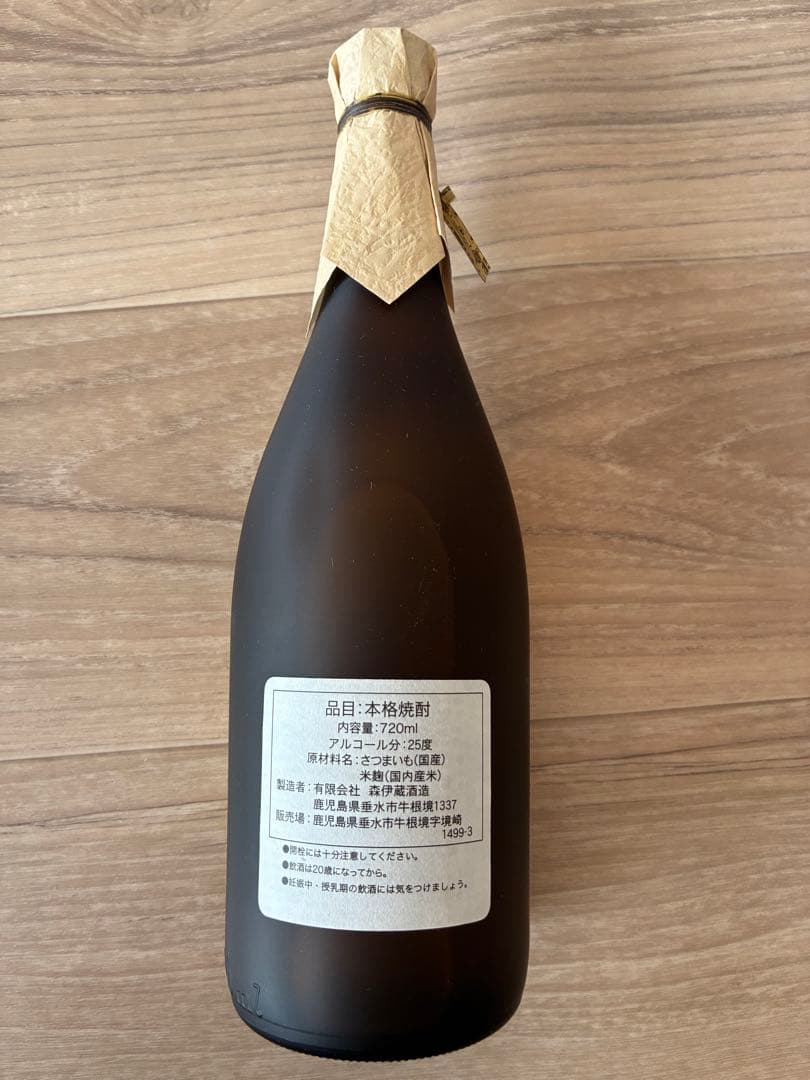 品目:本格焼酎
内容量:720ml
アルコール分:25度
原材料名:さつまいも(国産)
米麹(国内産米)
製造者:有限会社 森伊蔵酒造
鹿児島県垂水市牛根境1337
販売場:鹿児島県垂水市牛根境字境崎
1499-3
●開栓には十分注意してください。
●飲酒は20歳になってから。
●妊娠中・授乳期の飲酒には気をつけましょう。